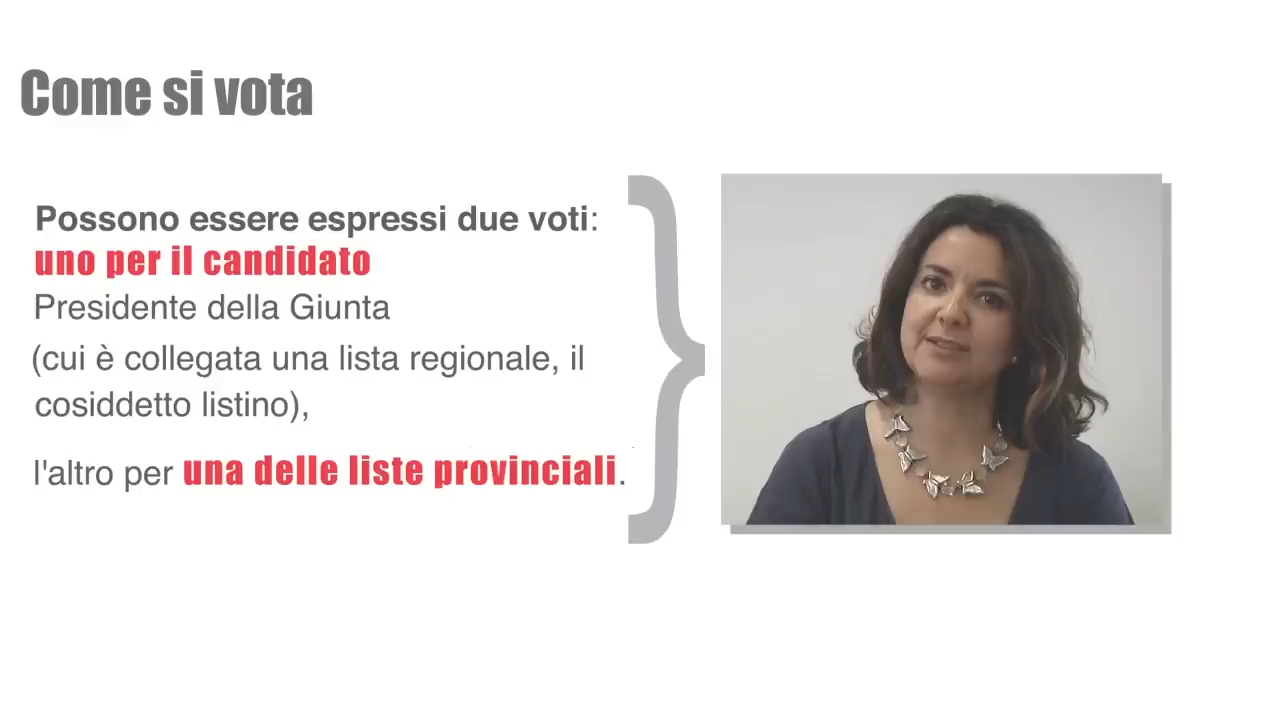 Come si vota
Possono essere espressi due voti:
uno per il candidato
Presidente della Giunta
(cui è collegata una lista regionale, il
cosiddetto listino),
l'altro per una delle liste provinciali.